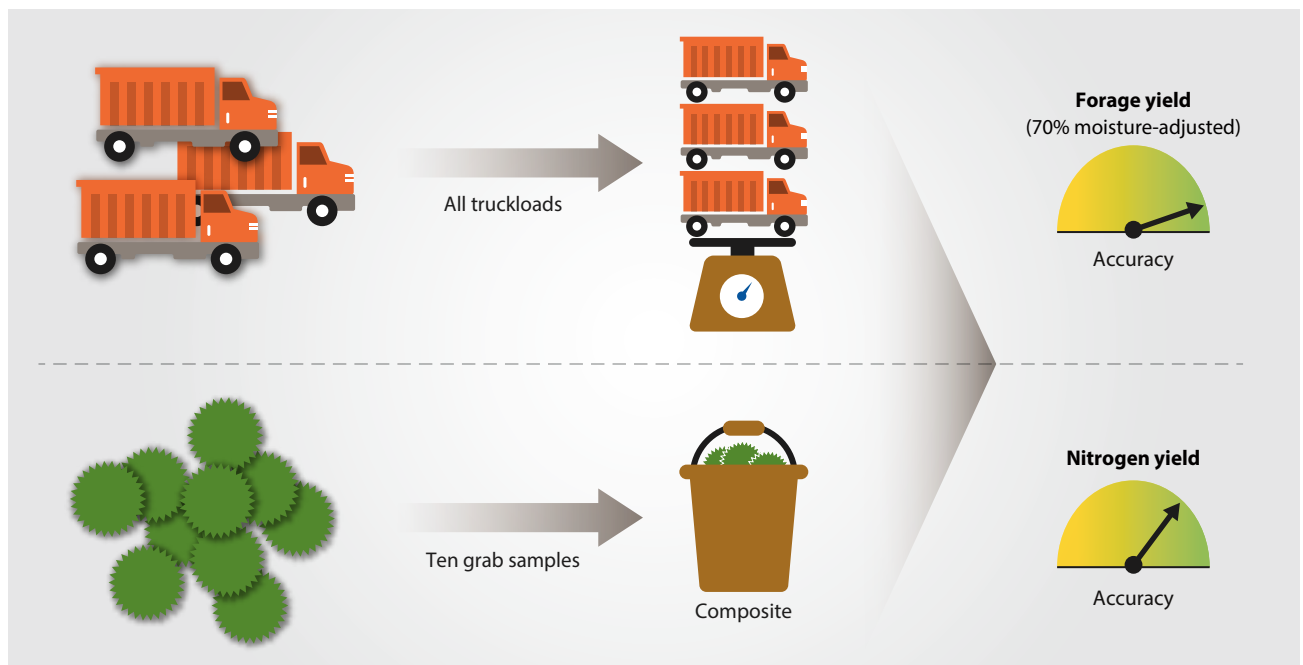 Forage yield
(70% moisture-adjusted)
All truckloads
Accuracy
Nitrogen yield
Ten grab samples
Composite
Accuracy